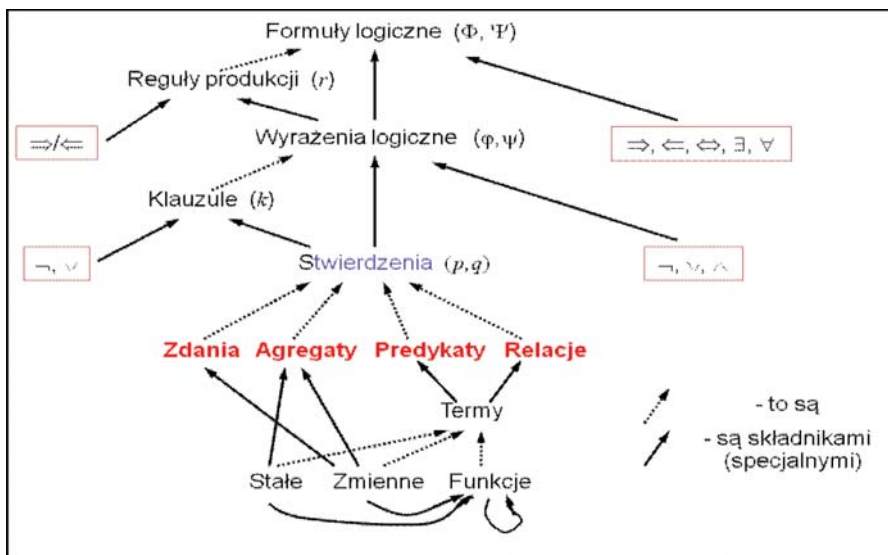 Formuły logiczne (Φ, Ψ)
Reguły produkcji (r)
⇒/⇐
Wyrażenia logiczne (φ,ψ)
⇒, ⇐, ⇔, ∃, ∀
Klauzule (k)
¬, ∨
Stwierdzenia (p,q)
¬, ∨, ∧
Zdania Agregaty Predykaty Relacje
Termy
- to są
- są składnikami
(specjalnymi)
Stałe Zmienne Funkcje